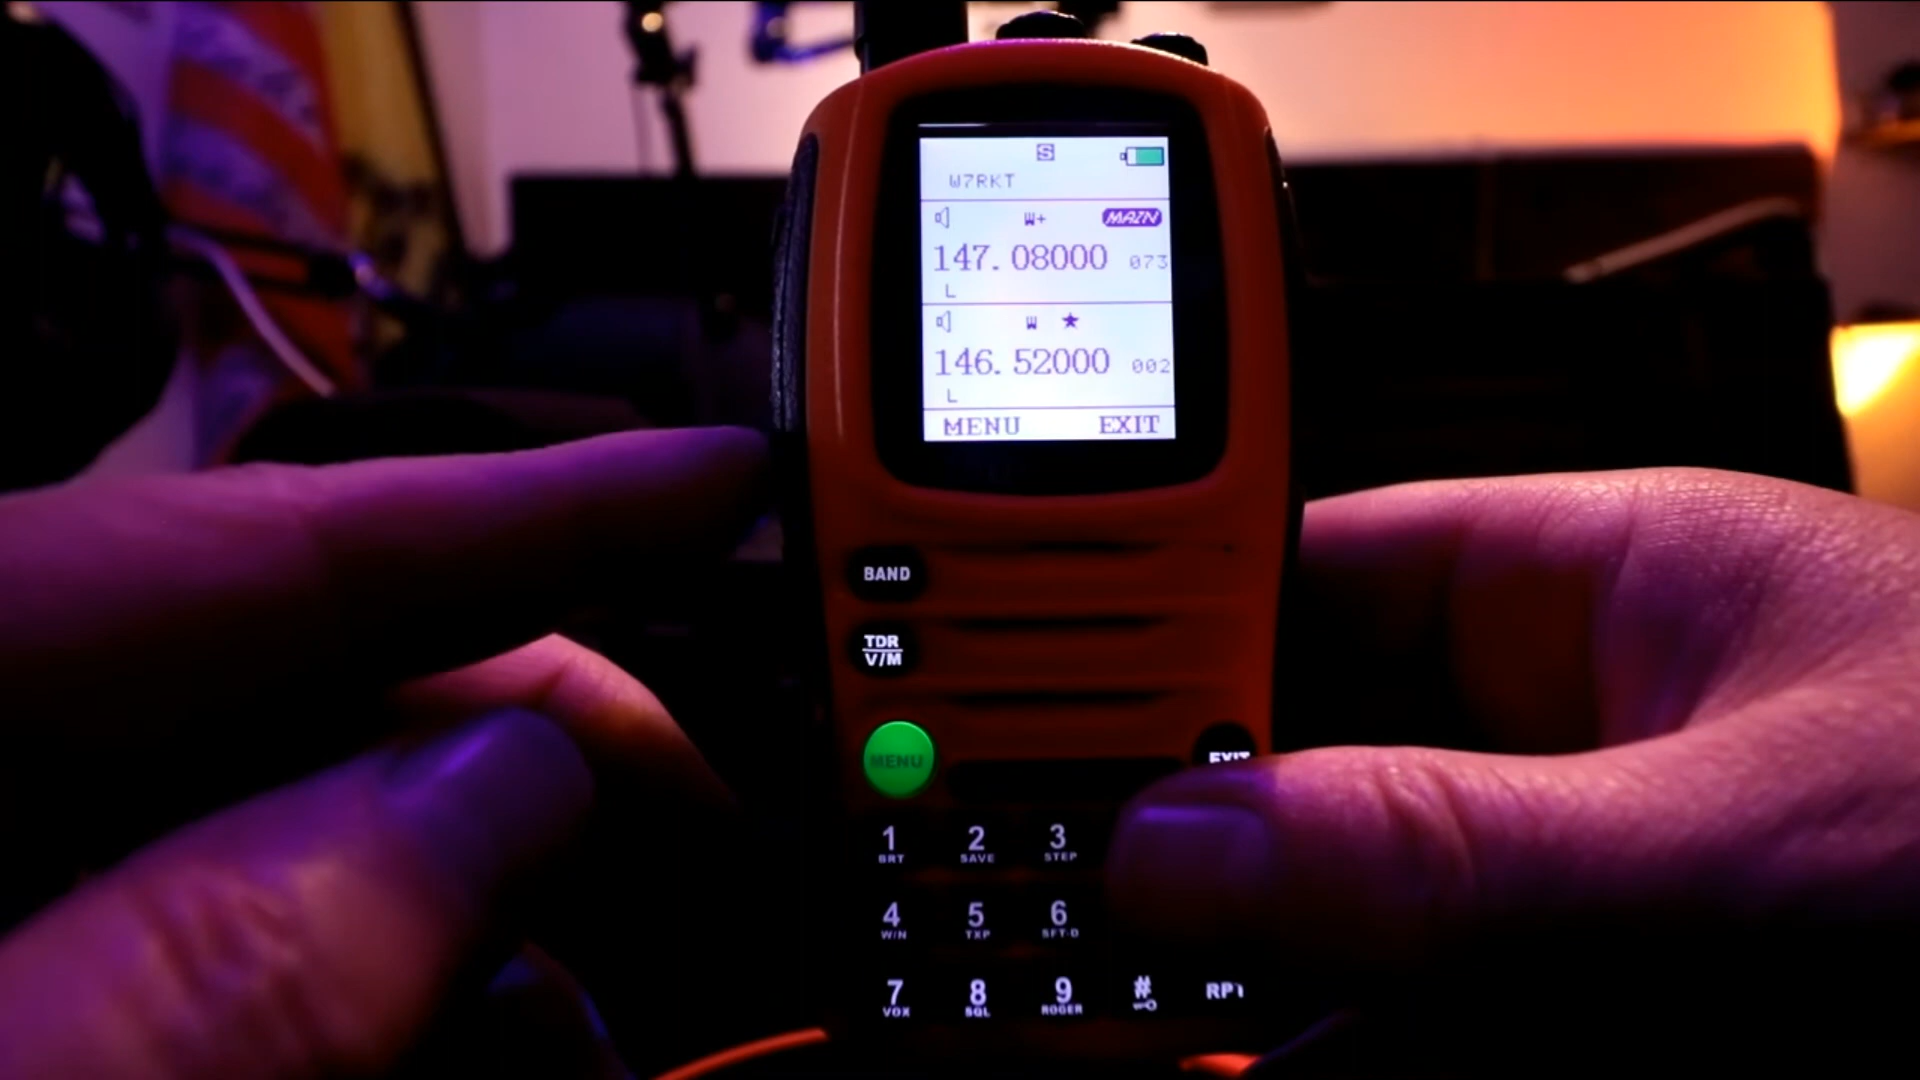 S
W7RKT
W+ MAIN
147.08000 073
L
W ★
146.52000 002
L
MENU EXIT
BAND
TDR
V/M
MENU EXIT
1 2 3
BRT SAVE STEP
4 5 6
W/N TXP SFT-D
7 8 9 #
VOX SQL ROGER